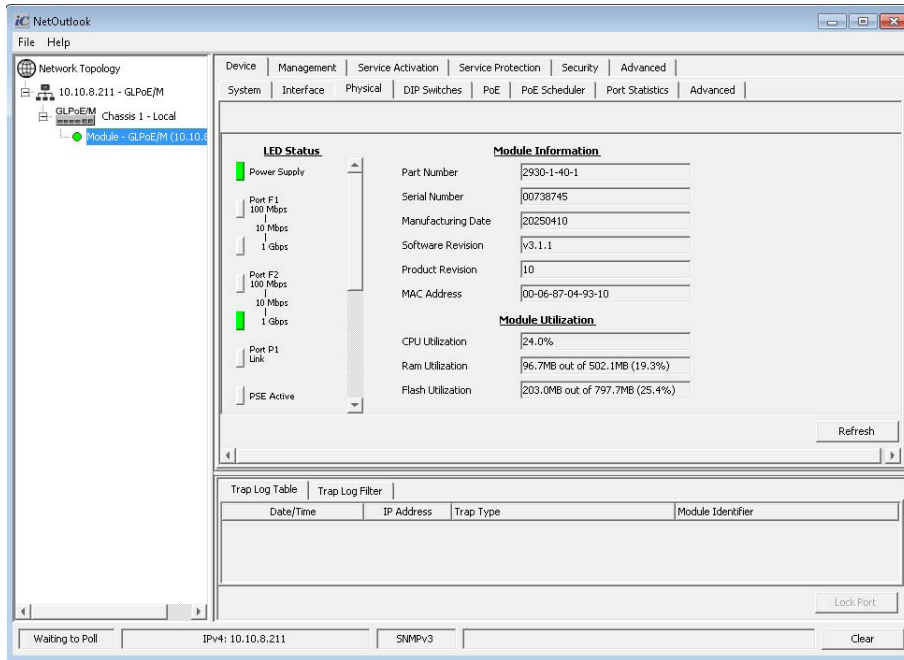 iC NetOutlook
File Help
Network Topology
10.10.8.211 - GLPoE/M
GLPoE/M Chassis 1 - Local
Module - GLPoE/M (10.10.8
Device Management Service Activation Service Protection Security Advanced
System Interface Physical DIP Switches PoE PoE Scheduler Port Statistics Advanced
LED Status
Power Supply
Port F1
100 Mbps
10 Mbps
1 Gbps
Port F2
100 Mbps
10 Mbps
1 Gbps
Port P1
Link
PSE Active
Module Information
Part Number 2930-1-40-1
Serial Number 00738745
Manufacturing Date 20250410
Software Revision v3.1.1
Product Revision 10
MAC Address 00-06-87-04-93-10
Module Utilization
CPU Utilization 24.0%
Ram Utilization 96.7MB out of 502.1MB (19.3%)
Flash Utilization 203.0MB out of 797.7MB (25.4%)
Refresh
Trap Log Table Trap Log Filter
Date/Time IP Address Trap Type Module Identifier
Lock Port
Waiting to Poll IPv4: 10.10.8.211 SNMPv3 Clear